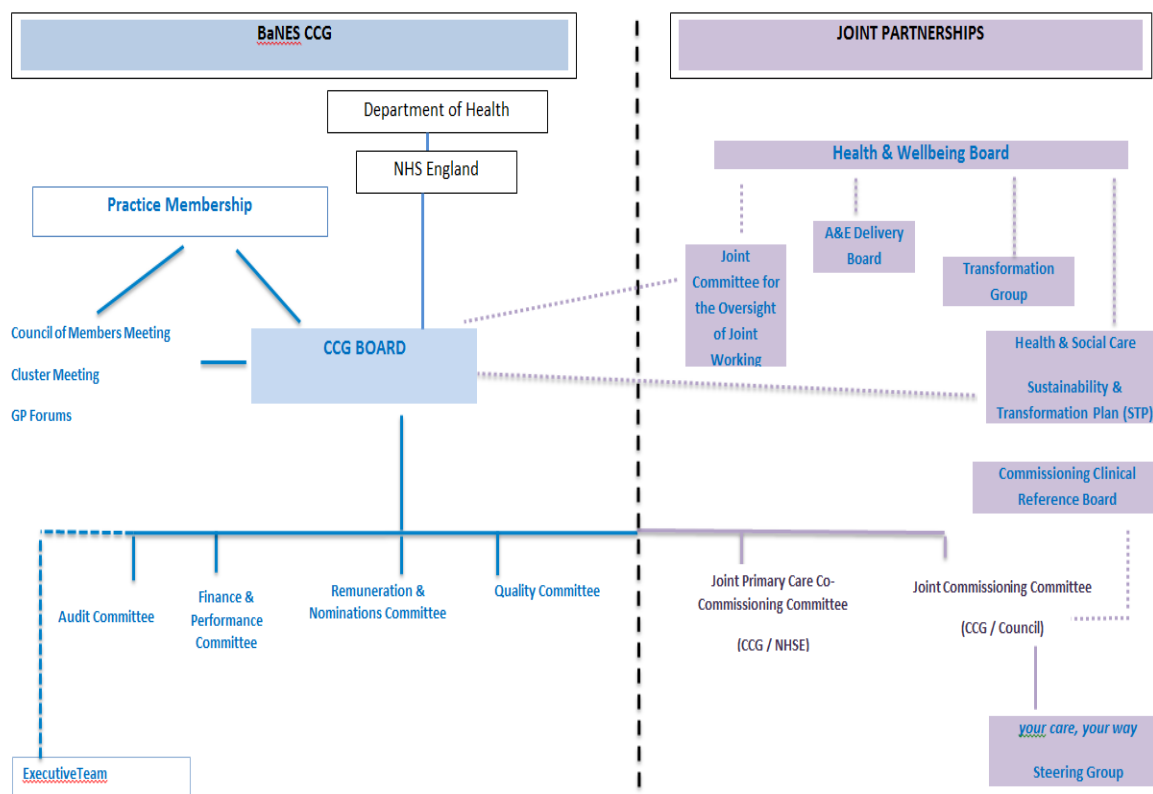 BaNES CCG
JOINT PARTNERSHIPS
Department of Health
NHS England
Practice Membership
Council of Members Meeting
Cluster Meeting
GP Forums
CCG BOARD
Health & Wellbeing Board
Joint
Committee for
the Oversight
of Joint
Working
A&E Delivery
Board
Transformation
Group
Health & Social Care
Sustainability &
Transformation Plan (STP)
Commissioning Clinical
Reference Board
Audit Committee
Finance &
Performance
Committee
Remuneration &
Nominations Committee
Quality Committee
Joint Primary Care Co-
Commissioning Committee
(CCG / NHSE)
Joint Commissioning Committee
(CCG / Council)
your care, your way
Steering Group
ExecutiveTeam